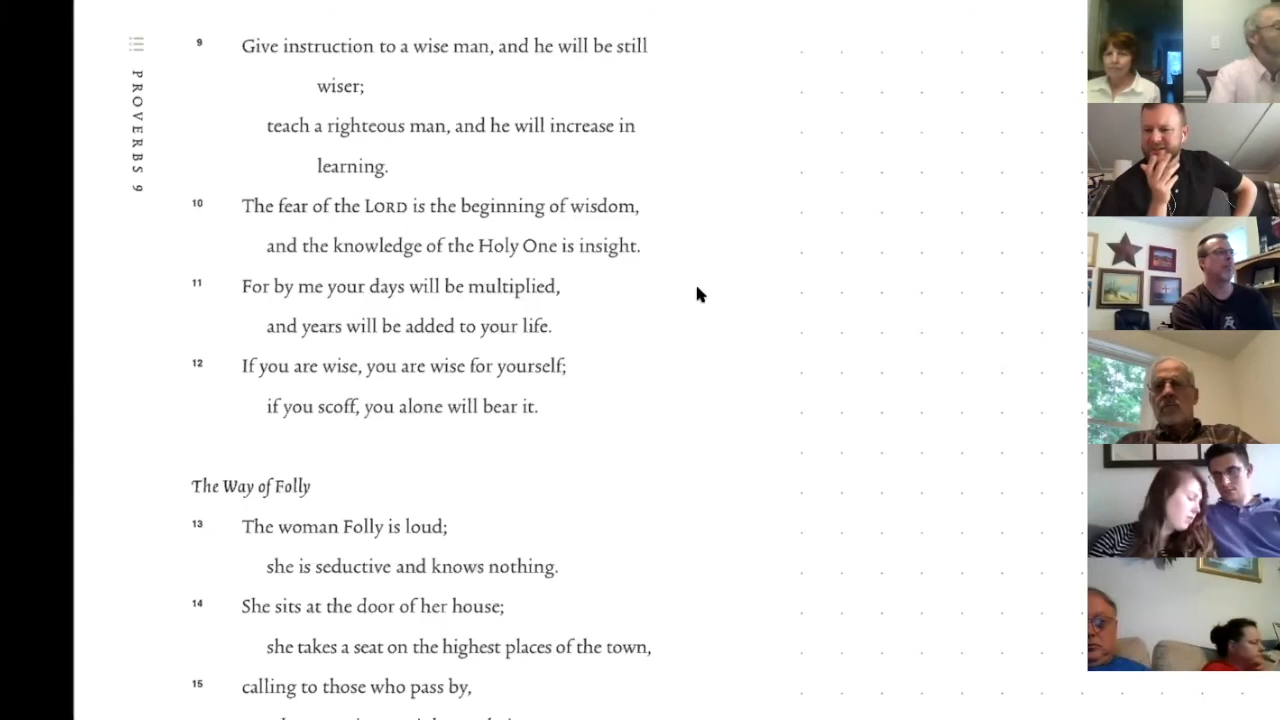 PROVERBS 9
9 Give instruction to a wise man, and he will be still
wiser;
teach a righteous man, and he will increase in
learning.
10 The fear of the LORD is the beginning of wisdom,
and the knowledge of the Holy One is insight.
11 For by me your days will be multiplied,
and years will be added to your life.
12 If you are wise, you are wise for yourself;
if you scoff, you alone will bear it.
The Way of Folly
13 The woman Folly is loud;
she is seductive and knows nothing.
14 She sits at the door of her house;
she takes a seat on the highest places of the town,
15 calling to those who pass by,